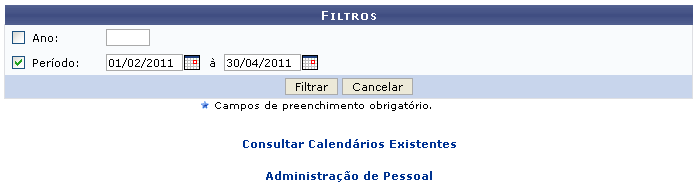 FILTROS
Ano:
Período: 01/02/2011 à 30/04/2011
Filtrar Cancelar
Campos de preenchimento obrigatório.
Consultar Calendários Existentes
Administração de Pessoal